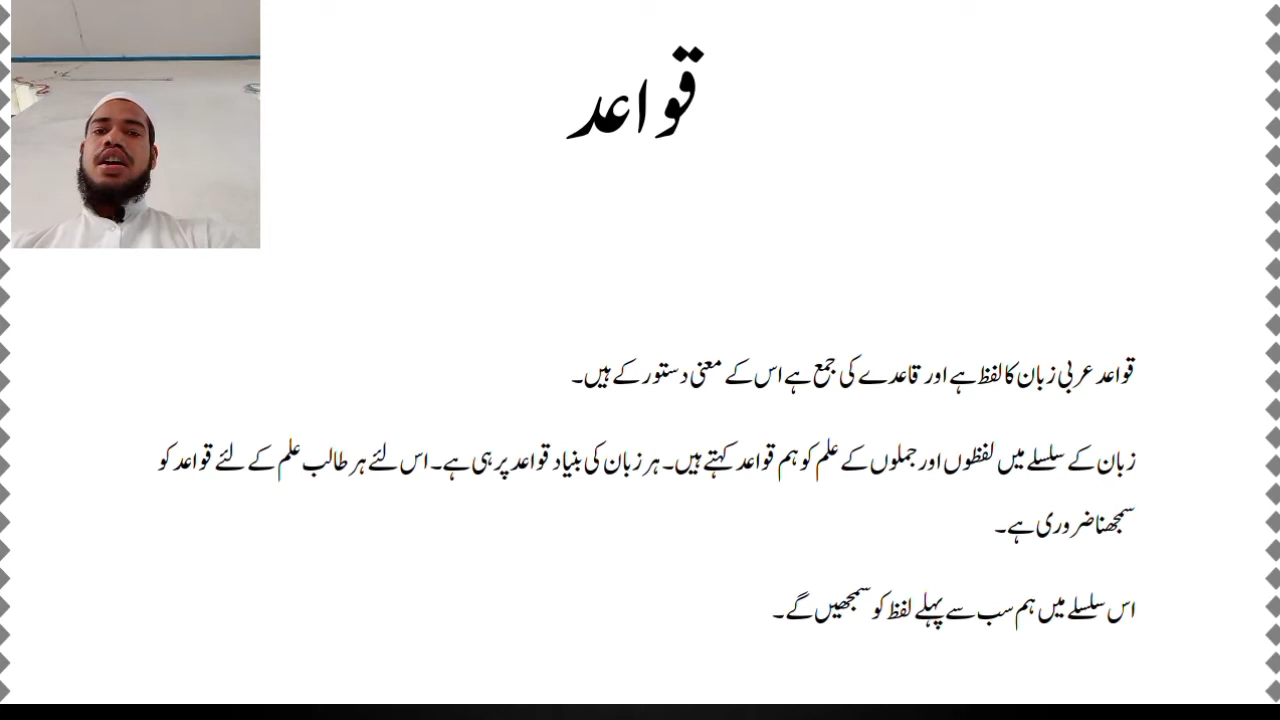 قواعد
قواعد عربی زبان کا لفظ ہے اور قاعدے کی جمع ہے اس کے معنی دستور کے ہیں۔
زبان کے سلسلے میں لفظوں اور جملوں کے علم کو ہم قواعد کہتے ہیں۔ ہر زبان کی بنیاد قواعد پر ہی ہے۔ اس لئے ہر طالب علم کے لئے قواعد کو
سمجھنا ضروری ہے۔
اس سلسلے میں ہم سب سے پہلے لفظ کو سمجھیں گے۔